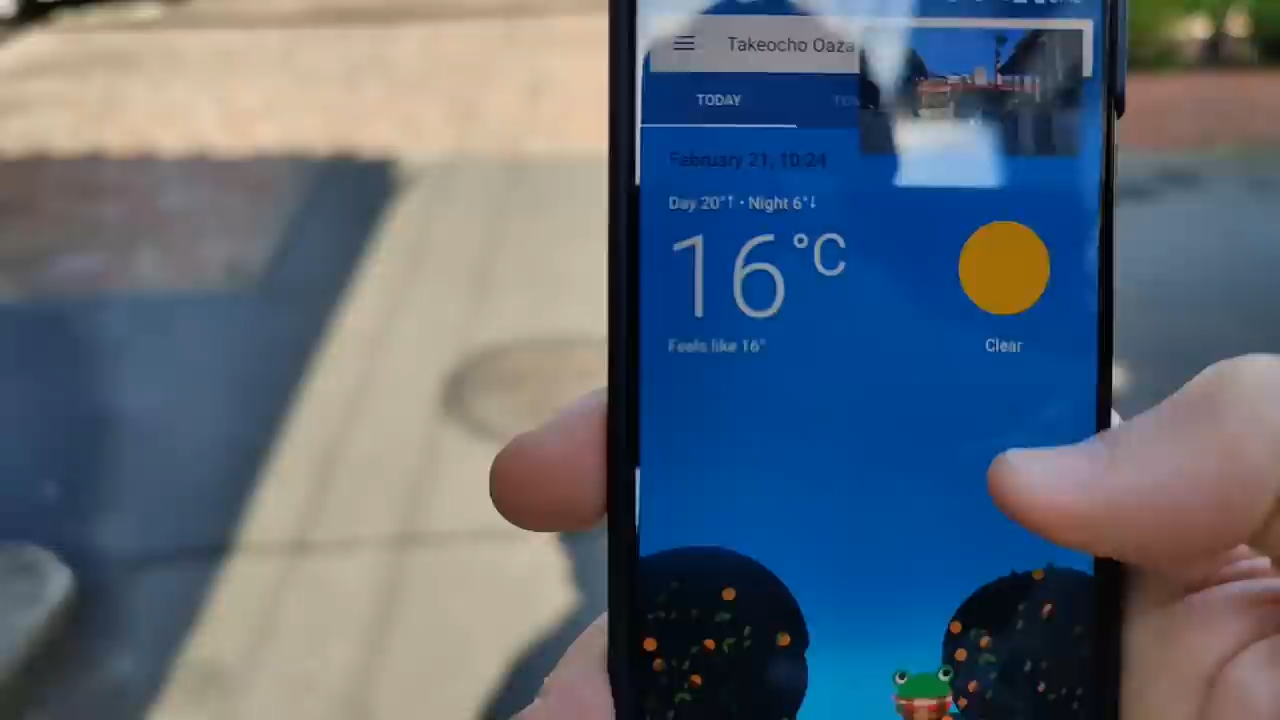 Takeocho Oaza
TODAY
February 21, 10:24
Day 20°↑ • Night 6°↓
16°C
Feels like 16°
Clear